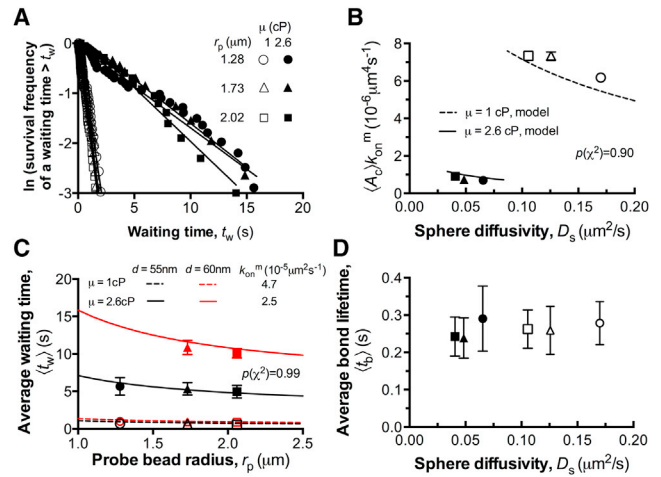 A
μ (cP)
rp (μm) 1 2.6
1.28
1.73
2.02
ln (survival frequency
of a waiting time > tw)
0
-1
-2
-3
0 5 10 15 20
Waiting time, tw (s)
B
⟨Ac⟩konm (10-6μm4s-1)
8
6
4
2
0
μ = 1 cP, model
μ = 2.6 cP, model
p(χ2)=0.90
0.00 0.05 0.10 0.15 0.20
Sphere diffusivity, Ds (μm2/s)
C
d = 55nm d = 60nm konm (10-5μm2s-1)
μ = 1cP 4.7
μ = 2.6cP 2.5
Average waiting time,
⟨tw⟩ (s)
20
15
10
5
0
p(χ2)=0.99
1.0 1.5 2.0 2.5
Probe bead radius, rp (μm)
D
Average bond lifetime,
⟨tb⟩ (s)
0.4
0.3
0.2
0.1
0.0
0.00 0.05 0.10 0.15 0.20
Sphere diffusivity, Ds (μm2/s)